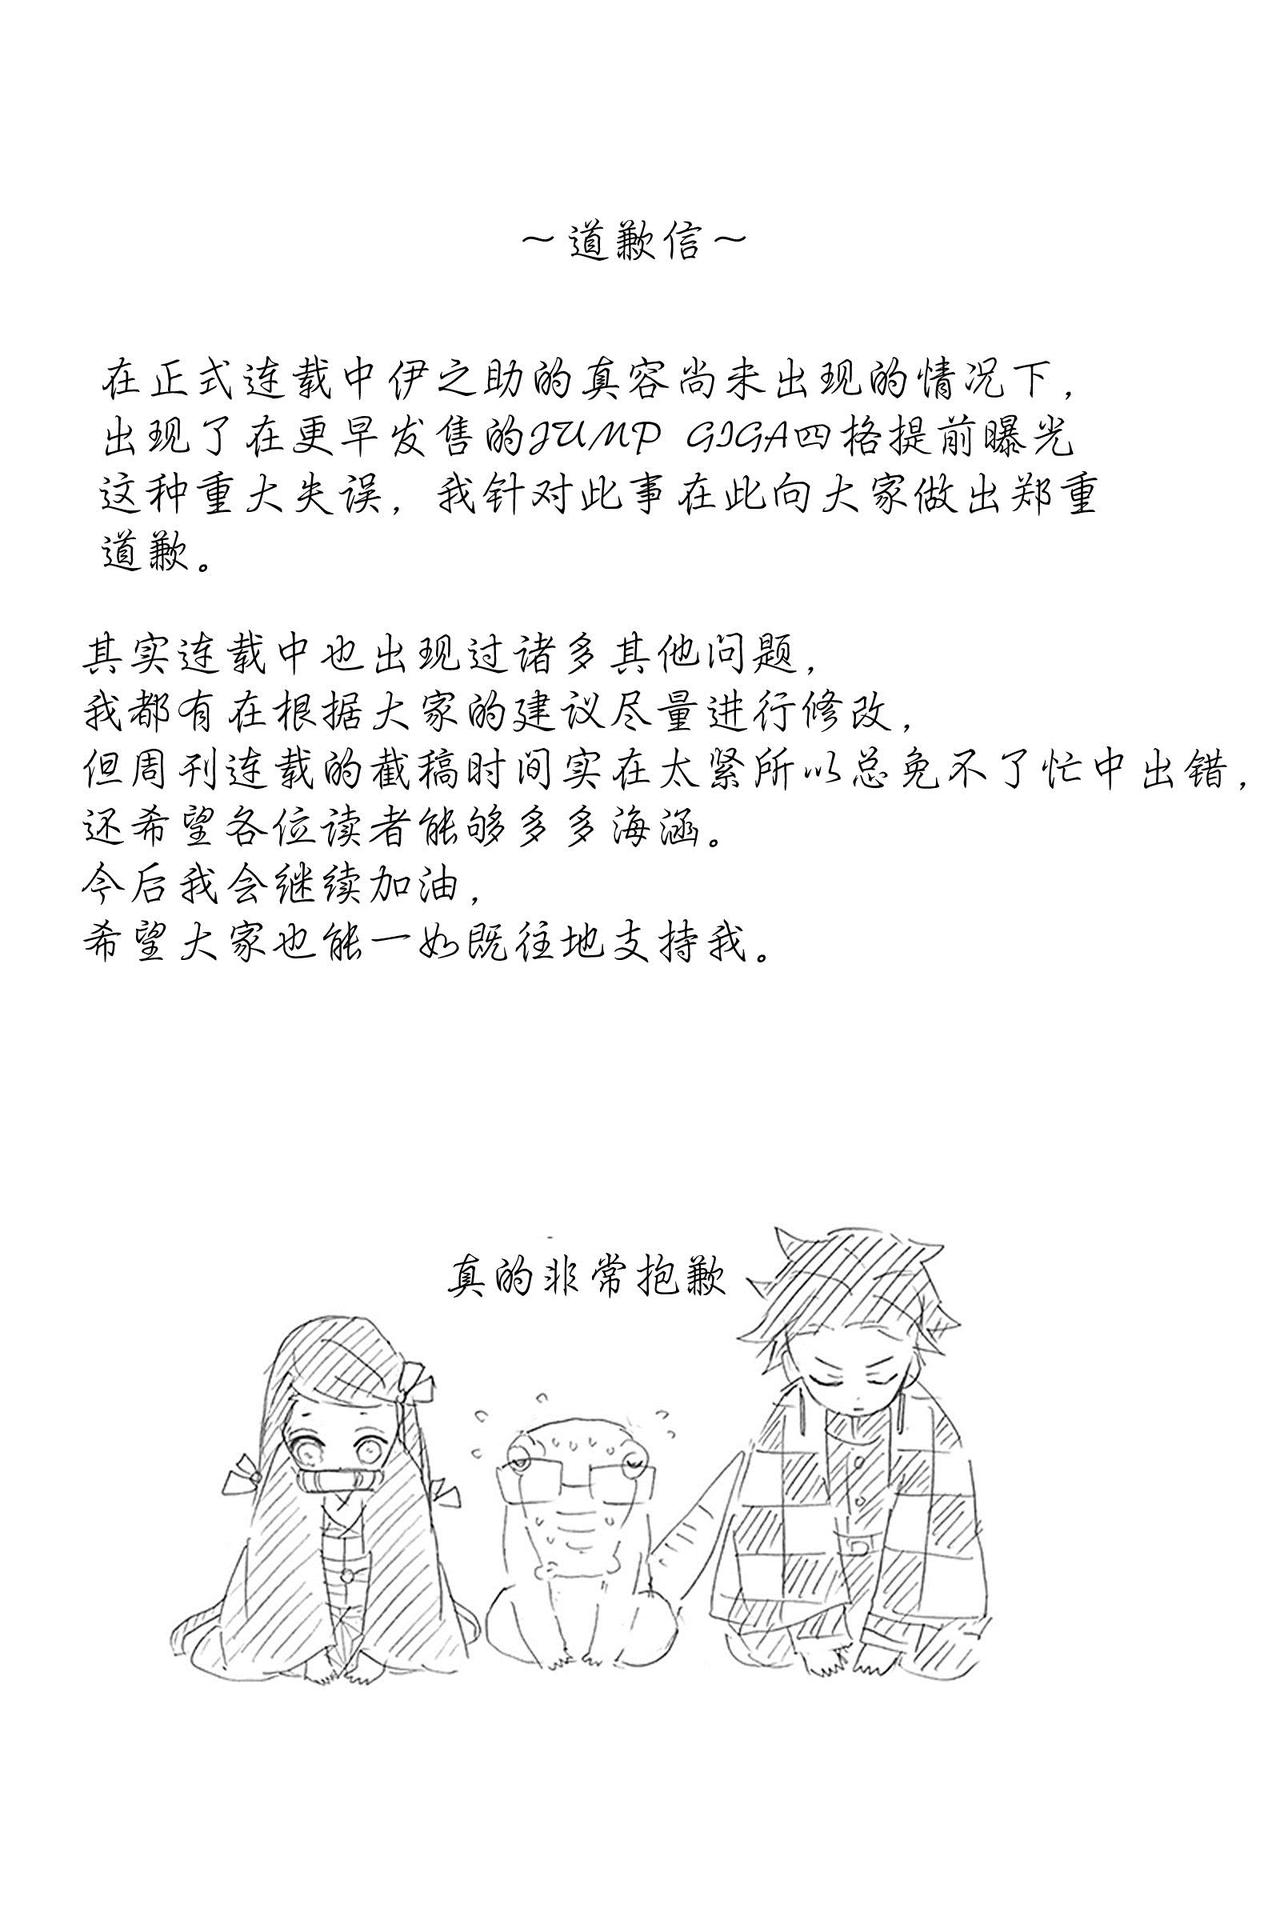 ～道歉信～
在正式连载中伊之助的真容尚未出现的情况下，
出现了在更早发售的JUMP GIGA四格提前曝光
这种重大失误，我针对此事在此向大家做出郑重
道歉。
其实连载中也出现过诸多其他问题，
我都有在根据大家的建议尽量进行修改，
但周刊连载的截稿时间实在太紧所以总免不了忙中出错，
还希望各位读者能够多多海涵。
今后我会继续加油，
希望大家也能一如既往地支持我。
真的非常抱歉